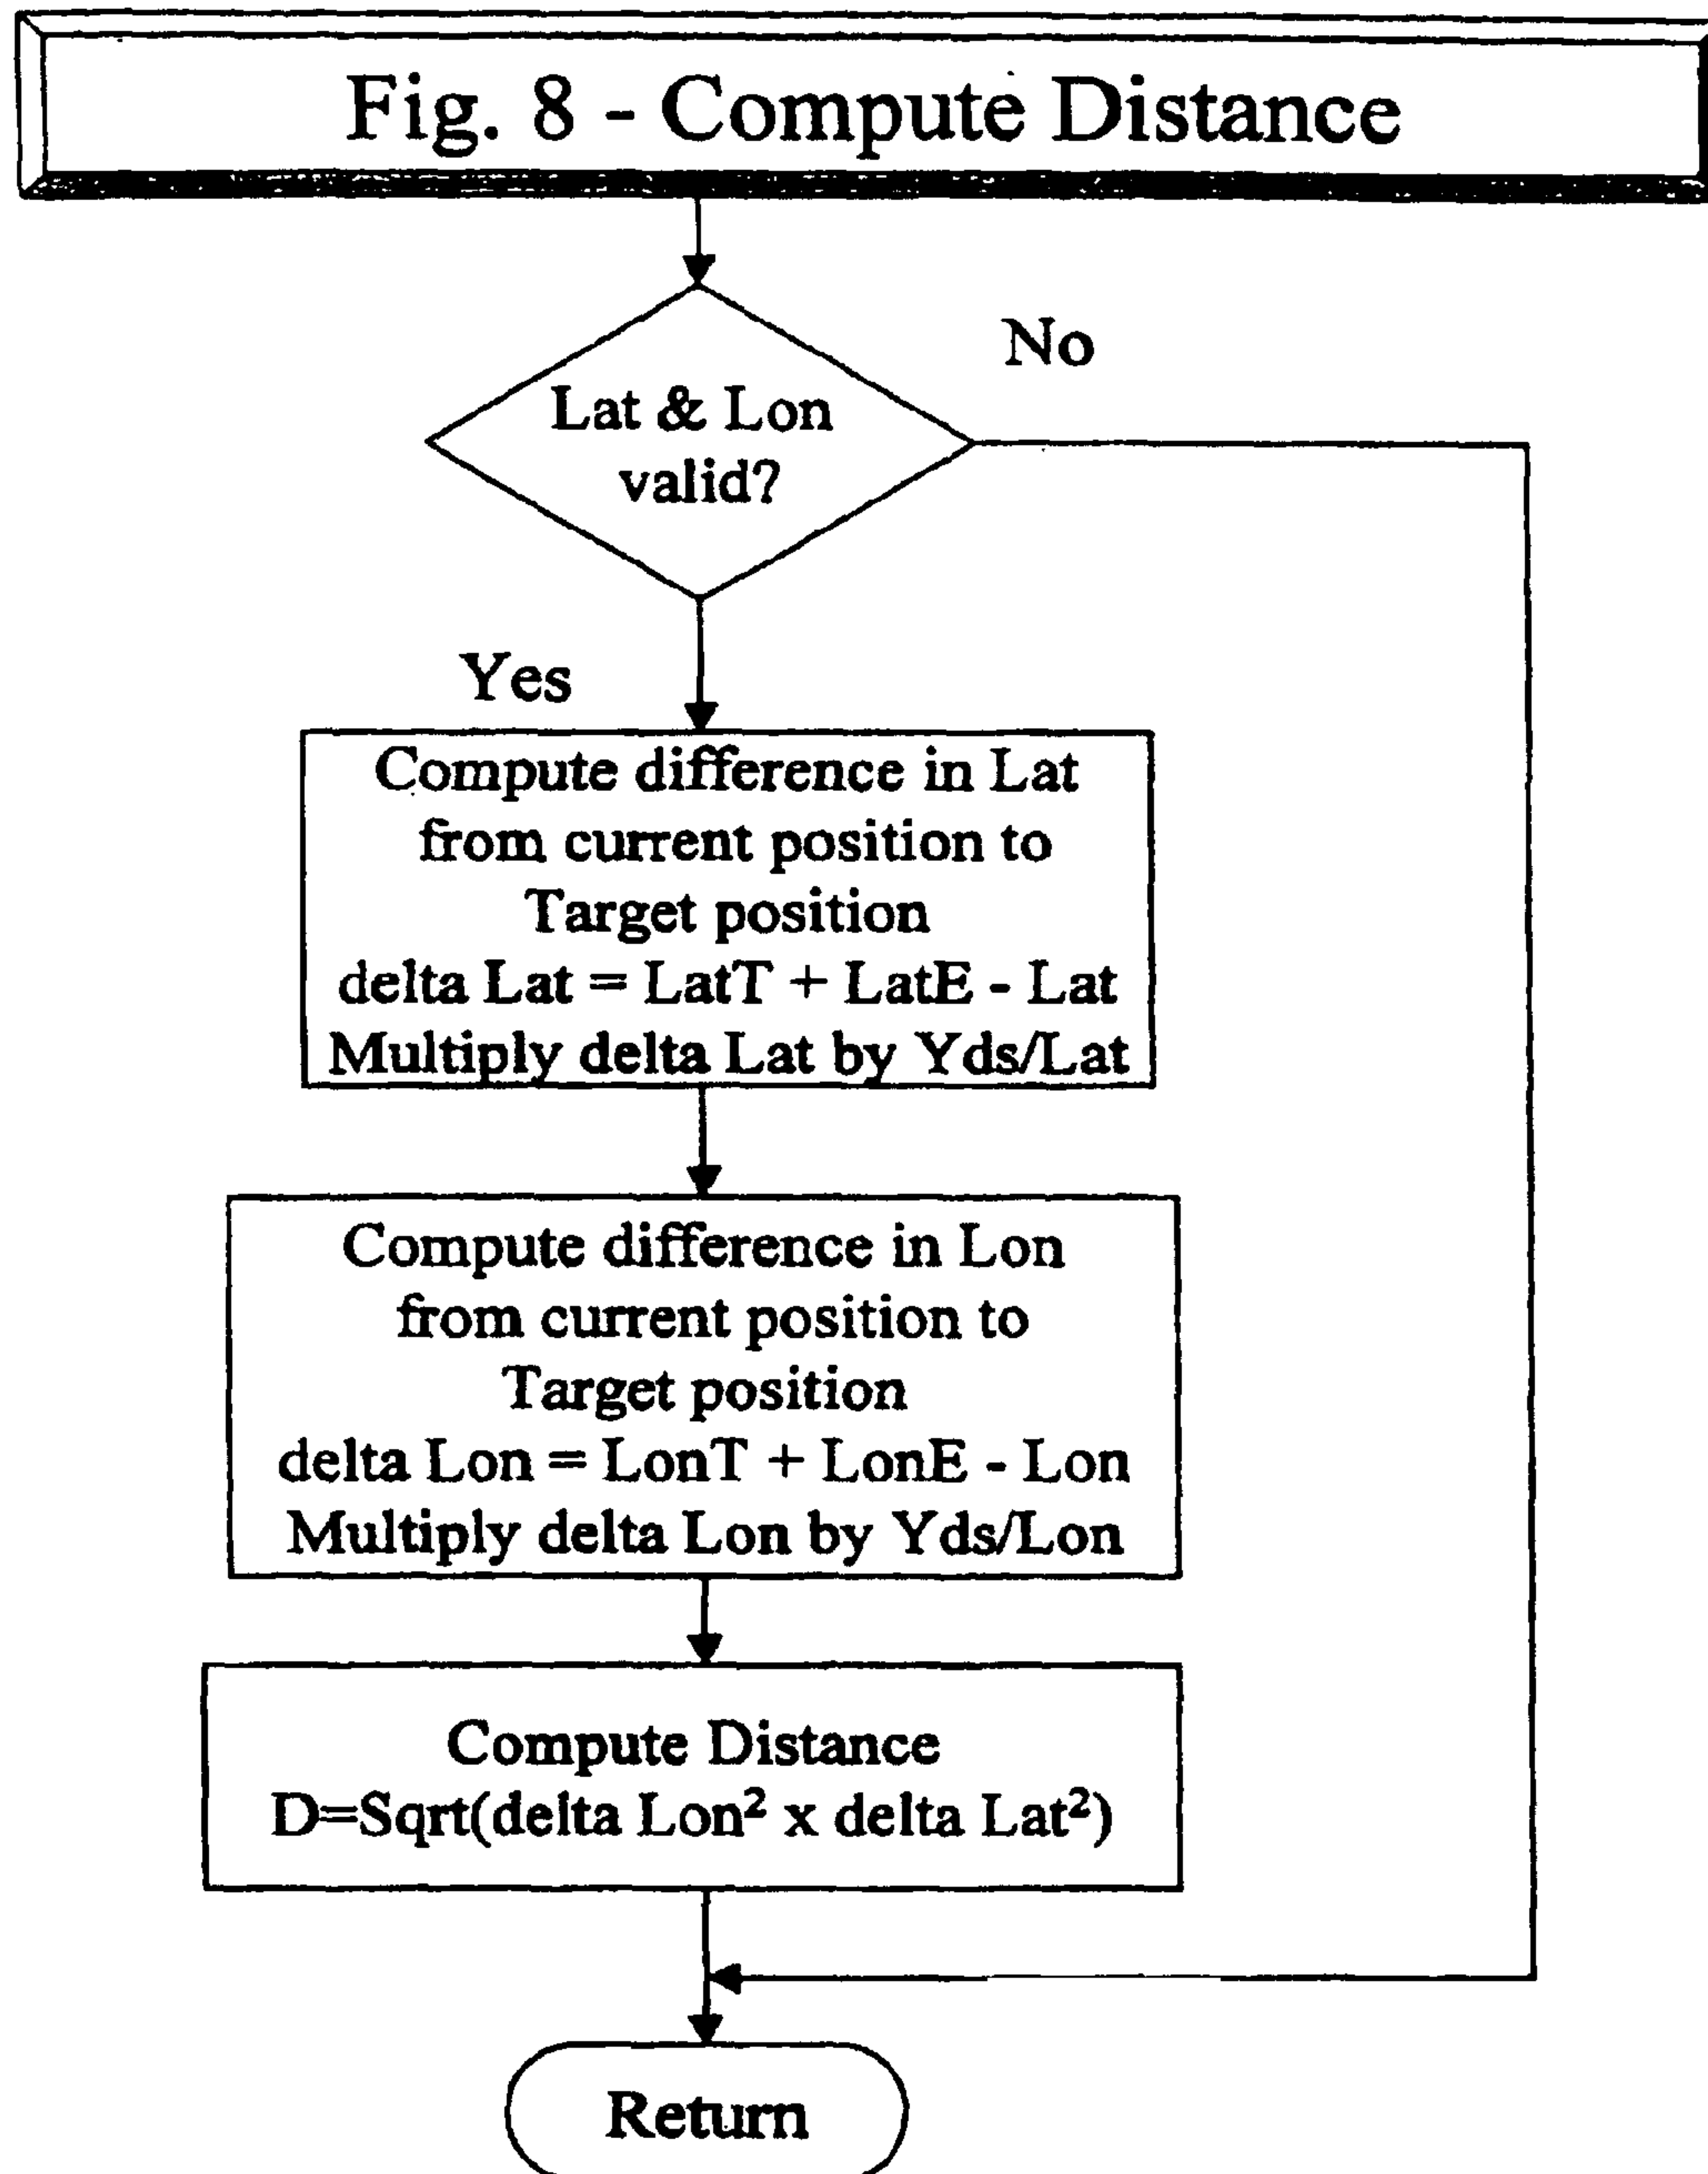 Fig. 8 - Compute Distance
Lat & Lon
valid?
No
Yes
Compute difference in Lat
from current position to
Target position
delta Lat = LatT + LatE - Lat
Multiply delta Lat by Yds/Lat
Compute difference in Lon
from current position to
Target position
delta Lon = LonT + LonE - Lon
Multiply delta Lon by Yds/Lon
Compute Distance
D=Sqrt(delta Lon² x delta Lat²)
Return